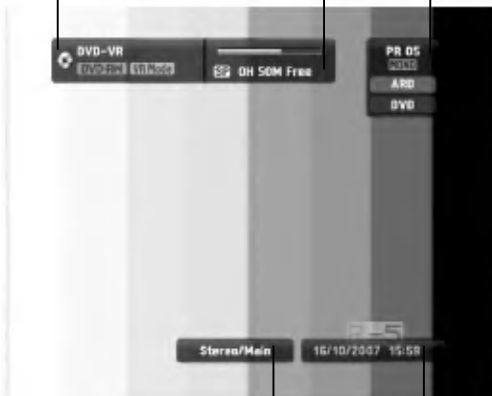 DVD-VR
PR 05
DVD-RW VR Mode
SP 0H 50M Free
MONO
ARD
DVD
Stereo/Main
16/10/2007 15:59